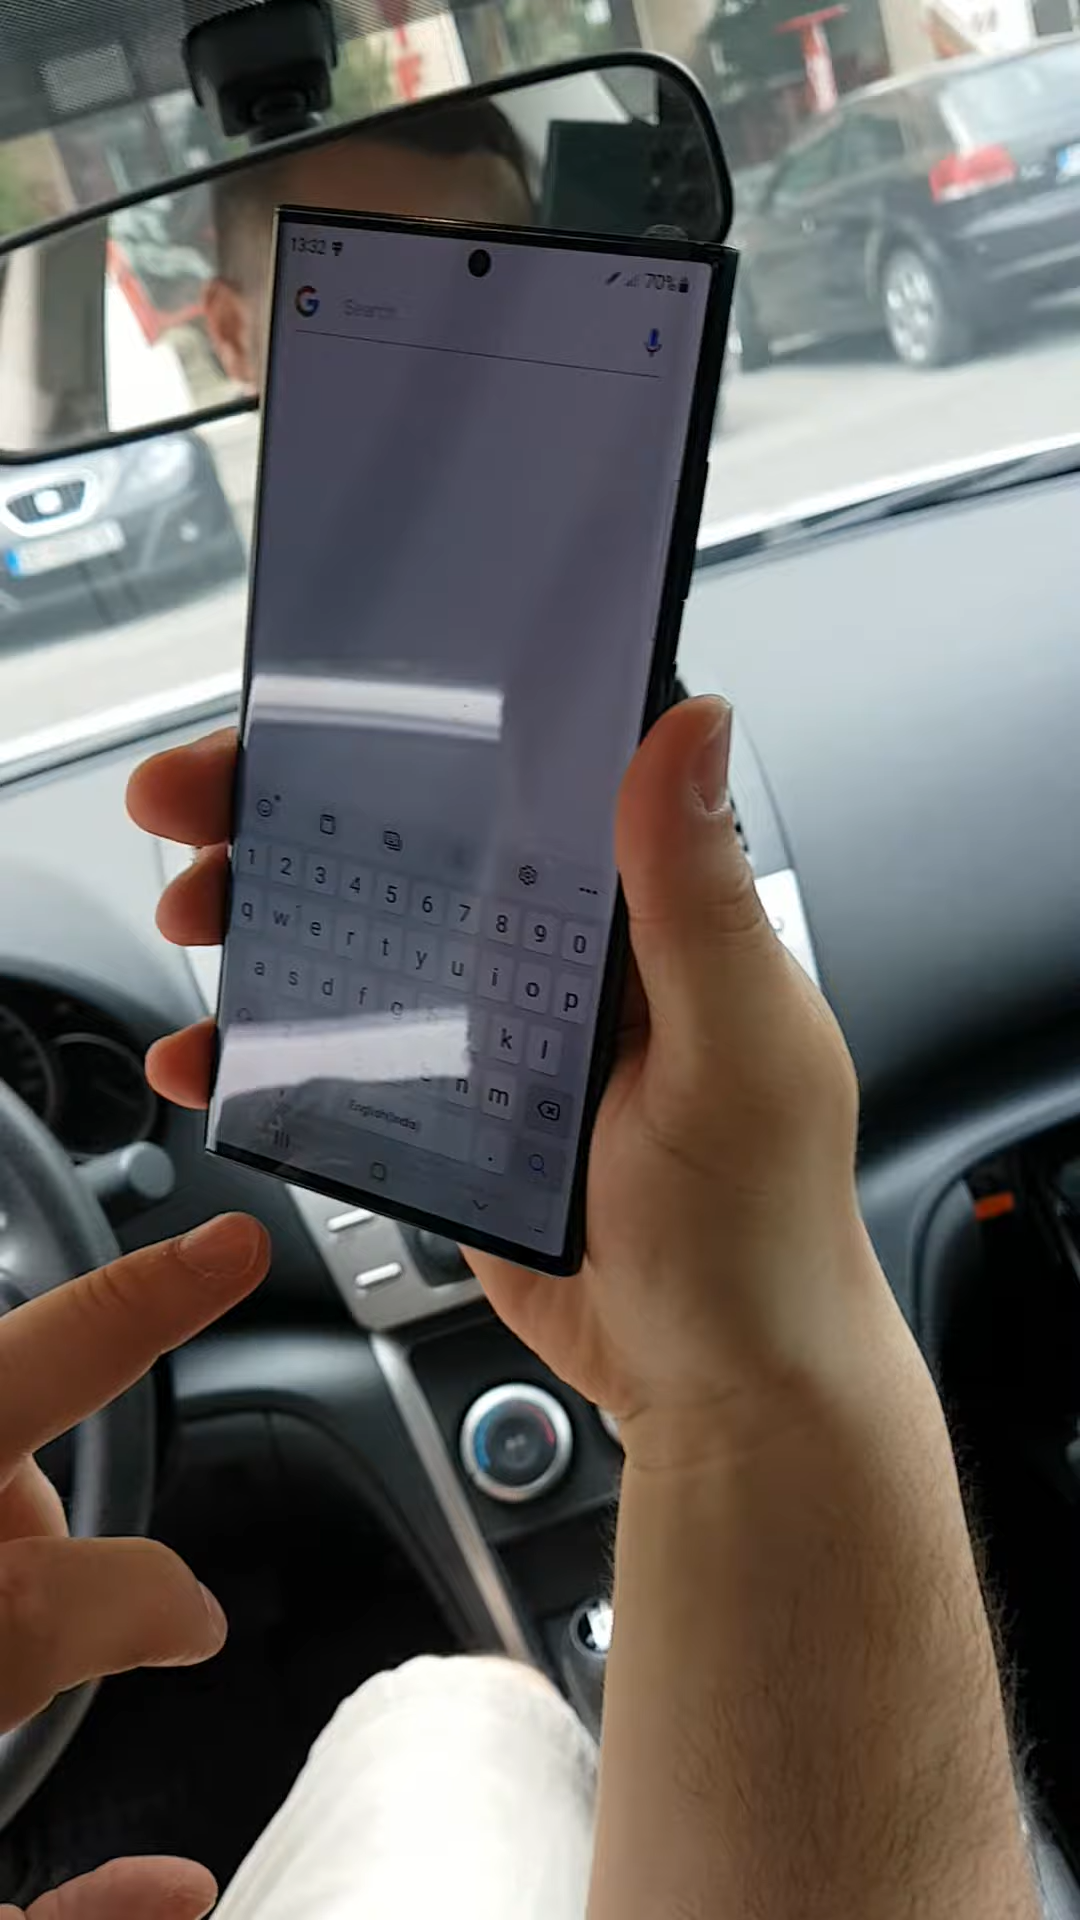 13:32 70%
G Search...
1 2 3 4 5 6 7 8 9 0
q w e r t y u i o p
a s d f g k l
n m
English(India) .